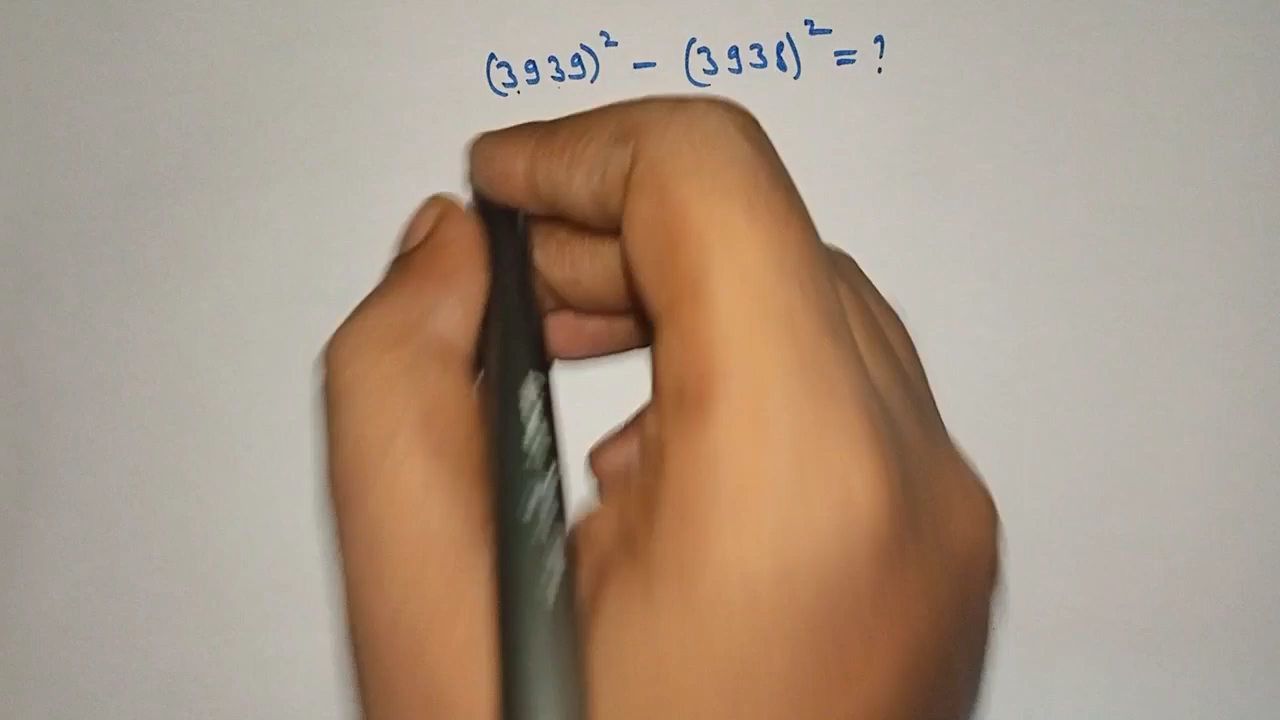 (3939)² - (3938)² = ?